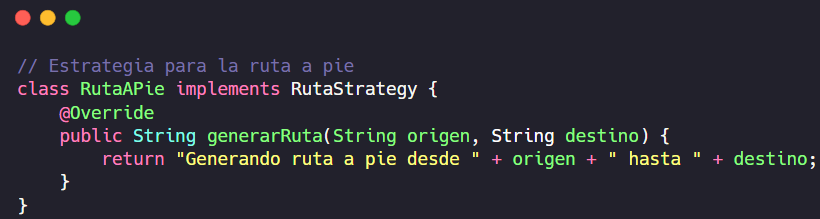 // Estrategia para la ruta a pie
class RutaAPie implements RutaStrategy {
    @Override
    public String generarRuta(String origen, String destino) {
        return "Generando ruta a pie desde " + origen + " hasta " + destino;
    }
}